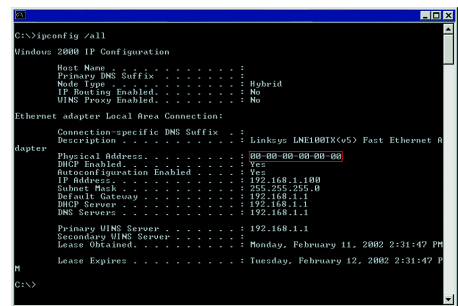 C:\>ipconfig /all
Windows 2000 IP Configuration
Host Name . . . . . . . . . . . . :
Primary DNS Suffix . . . . . . . :
Node Type . . . . . . . . . . . . : Hybrid
IP Routing Enabled. . . . . . . . : No
WINS Proxy Enabled. . . . . . . . : No
Ethernet adapter Local Area Connection:
Connection-specific DNS Suffix . :
Description . . . . . . . . . . . : Linksys LNE100TX(v5) Fast Ethernet A
dapter
Physical Address. . . . . . . . . : 00-00-00-00-00-00
DHCP Enabled. . . . . . . . . . . : Yes
Autoconfiguration Enabled . . . . : Yes
IP Address. . . . . . . . . . . . : 192.168.1.100
Subnet Mask . . . . . . . . . . . : 255.255.255.0
Default Gateway . . . . . . . . . : 192.168.1.1
DHCP Server . . . . . . . . . . . : 192.168.1.1
DNS Servers . . . . . . . . . . . : 192.168.1.1
Primary WINS Server . . . . . . . : 192.168.1.1
Secondary WINS Server . . . . . . :
Lease Obtained. . . . . . . . . . : Monday, February 11, 2002 2:31:47 PM
Lease Expires . . . . . . . . . . : Tuesday, February 12, 2002 2:31:47 P
M
C:\>